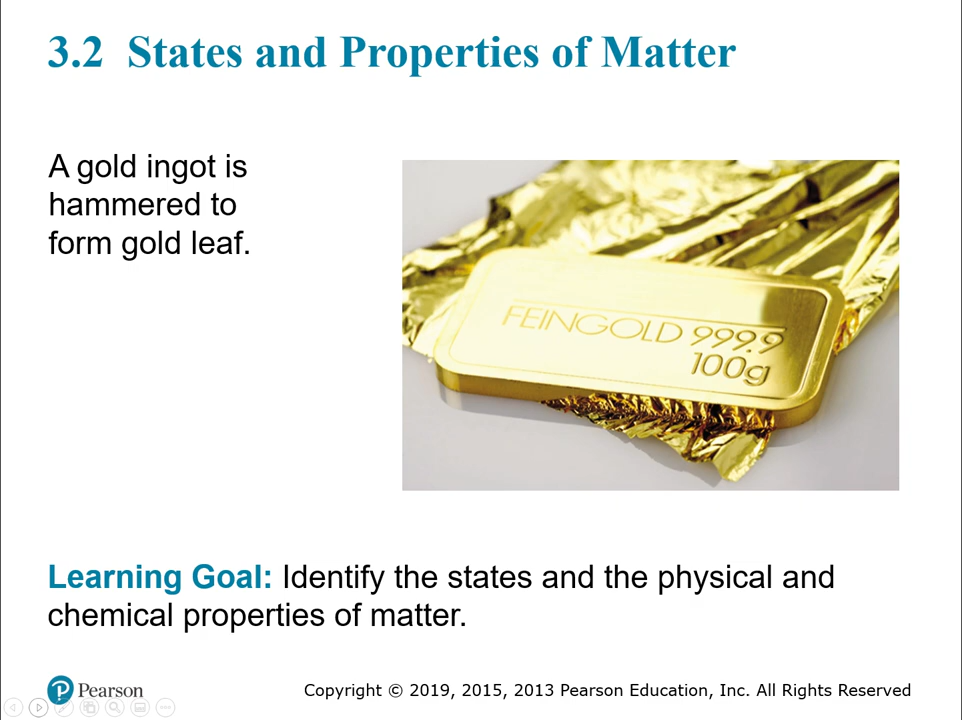 3.2 States and Properties of Matter
A gold ingot is
hammered to
form gold leaf.
FEINGOLD 999.9
100g
Learning Goal: Identify the states and the physical and
chemical properties of matter.
P Pearson
Copyright © 2019, 2015, 2013 Pearson Education, Inc. All Rights Reserved